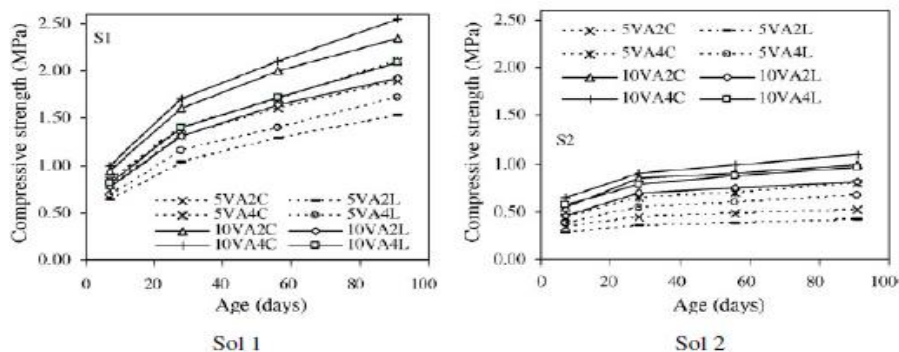 S1
Compressive strength (MPa)
2.50
2.00
1.50
1.00
0.50
0.00
5VA2C 5VA2L
5VA4C 5VA4L
10VA2C 10VA2L
10VA4C 10VA4L
0 20 40 60 80 100
Age (days)
Sol 1
S2
Compressive strength (MPa)
2.50
2.00
1.50
1.00
0.50
0.00
5VA2C 5VA2L
5VA4C 5VA4L
10VA2C 10VA2L
10VA4C 10VA4L
0 20 40 60 80 100
Age (days)
Sol 2